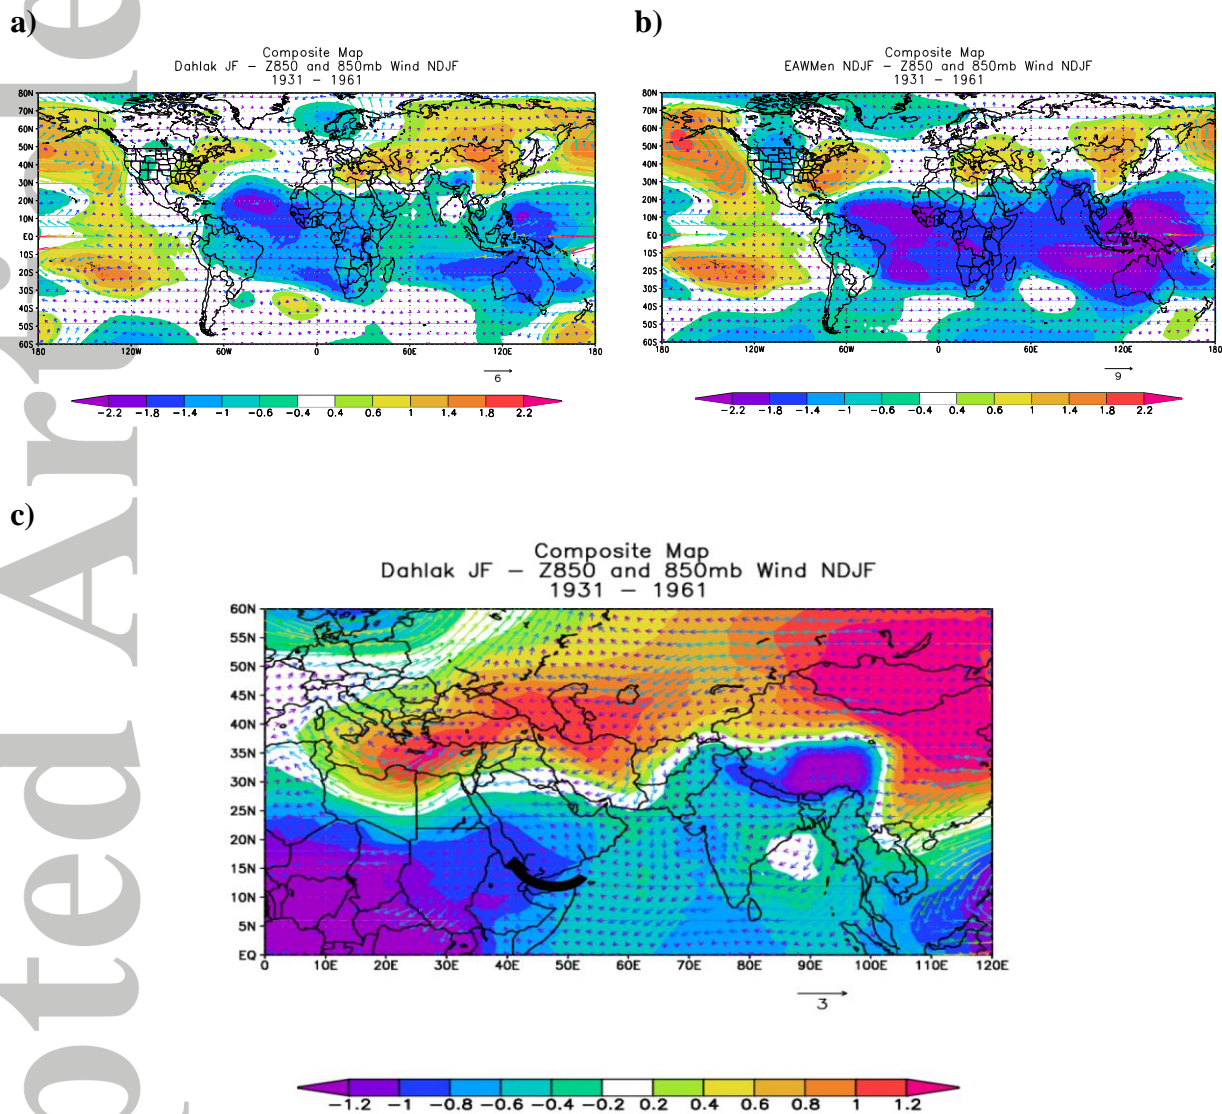 a)
Composite Map
Dahlak JF – Z850 and 850mb Wind NDJF
1931 – 1961
80N
70N
60N
50N
40N
30N
20N
10N
EQ
10S
20S
30S
40S
50S
60S
180 120W 60W 0 60E 120E 180
6
-2.2 -1.8 -1.4 -1 -0.6 -0.4 0.4 0.6 1 1.4 1.8 2.2
b)
Composite Map
EAWMen NDJF – Z850 and 850mb Wind NDJF
1931 – 1961
80N
70N
60N
50N
40N
30N
20N
10N
EQ
10S
20S
30S
40S
50S
60S
180 120W 60W 0 60E 120E 180
9
-2.2 -1.8 -1.4 -1 -0.6 -0.4 0.4 0.6 1 1.4 1.8 2.2
c)
Composite Map
Dahlak JF – Z850 and 850mb Wind NDJF
1931 – 1961
60N
55N
50N
45N
40N
35N
30N
25N
20N
15N
10N
5N
EQ
0 10E 20E 30E 40E 50E 60E 70E 80E 90E 100E 110E 120E
3
-1.2 -1 -0.8 -0.6 -0.4 -0.2 0.2 0.4 0.6 0.8 1 1.2
oted Article